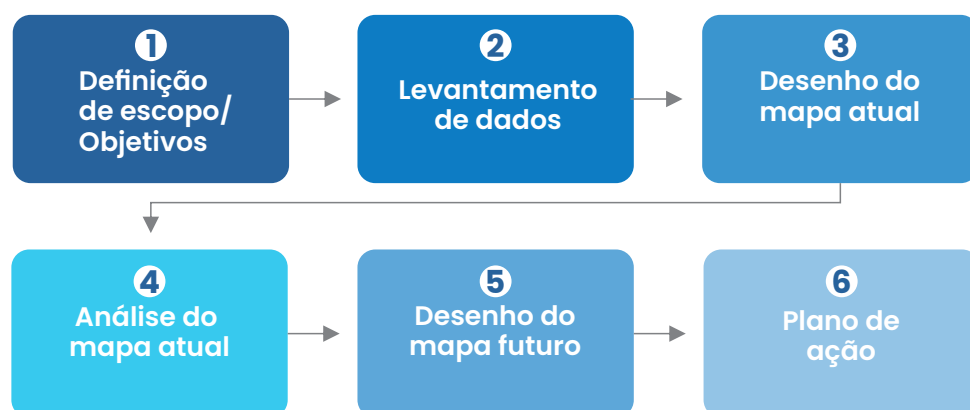 1
Definição
de escopo/
Objetivos
2
Levantamento
de dados
3
Desenho do
mapa atual
4
Análise do
mapa atual
5
Desenho do
mapa futuro
6
Plano de
ação